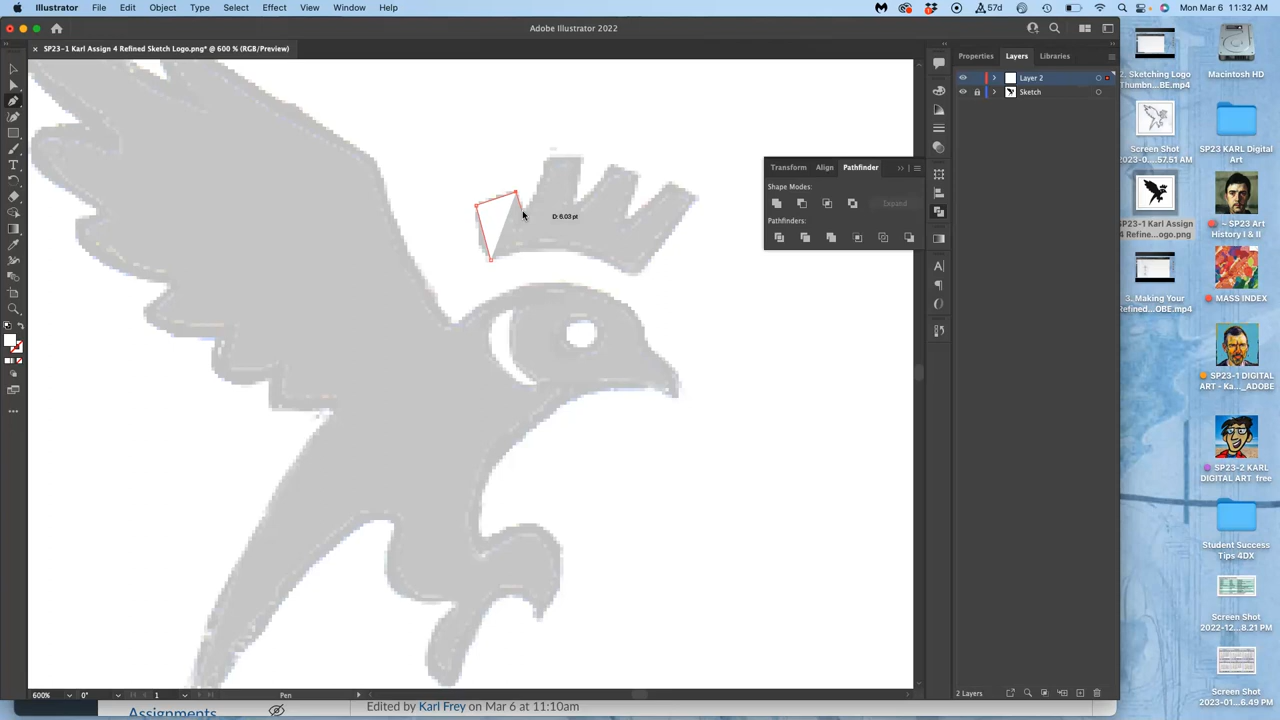 Illustrator File Edit Object Type Select Effect View Window Help
57d
Mon Mar 6 11:32 AM
Adobe Illustrator 2022
SP23-1 Karl Assign 4 Refined Sketch Logo.png* @ 600 % (RGB/Preview)
Properties Layers Libraries
Layer 2
Sketch
Transform Align Pathfinder
Shape Modes:
Expand
Pathfinders:
D: 6.03 pt
600% 0° 1 Pen
2 Layers
2. Sketching Logo
Thumbn...BE.mp4
Macintosh HD
Screen Shot
2023-0...57.51 AM
SP23 KARL Digital
Art
SP23-1 Karl Assign
4 Refine...ogo.png
~ SP23 Art
History I & II
3. Making Your
Refined...OBE.mp4
MASS INDEX
SP23-1 DIGITAL
ART - Ka..._ADOBE
SP23-2 KARL
DIGITAL ART free
Student Success
Tips 4DX
Screen Shot
2022-12...8.21 PM
Screen Shot
2023-01...6.49 PM
Assignments
Edited by Karl Frey on Mar 6 at 11:10am